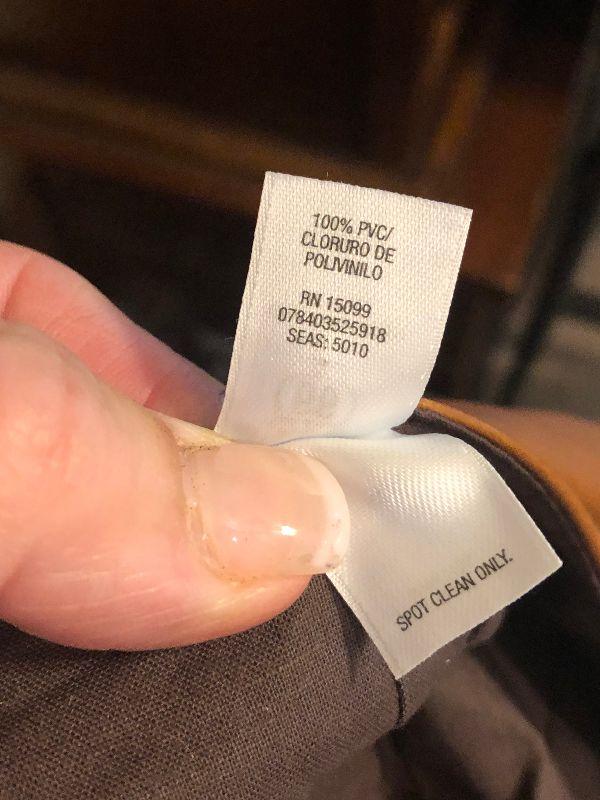 100% PVC/
CLORURO DE
POLIVINILO
RN 15099
078403525918
SEAS: 5010
SPOT CLEAN ONLY.